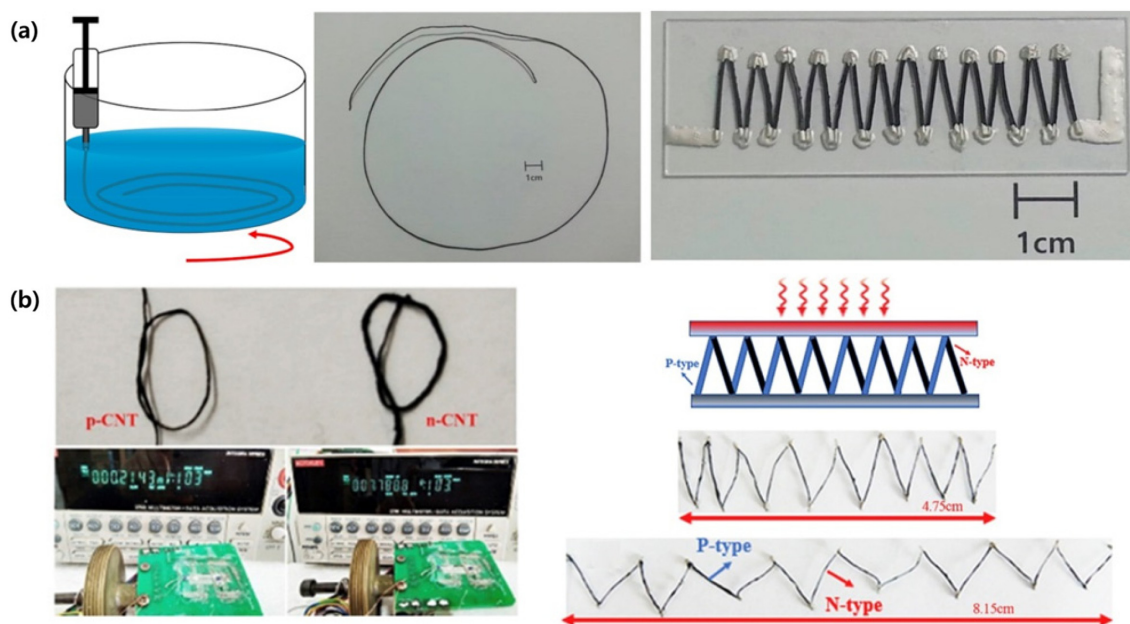 (a)
1cm
1cm
(b)
p-CNT
n-CNT
P-type
N-type
4.75cm
P-type
N-type
8.15cm